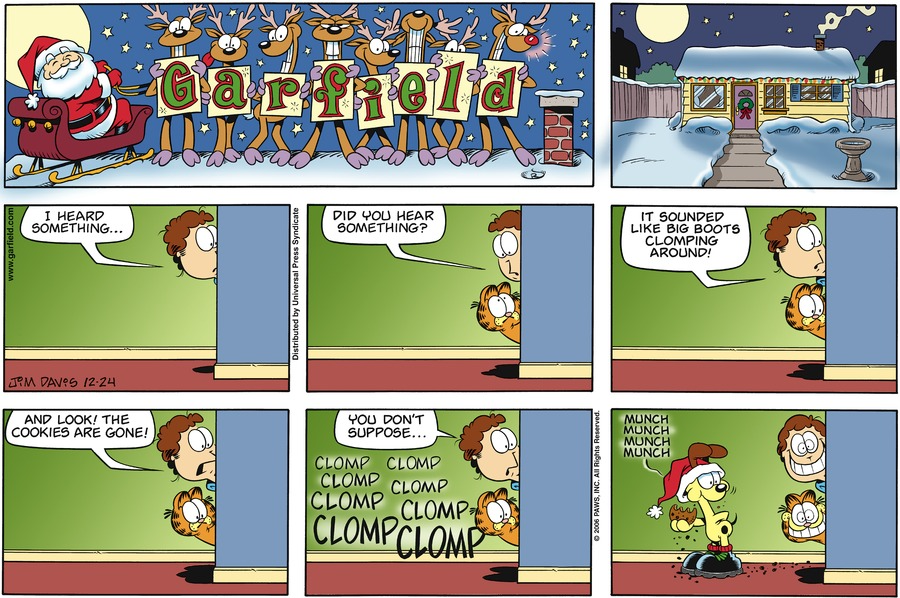 Garfield
I HEARD
SOMETHING...
www.garfield.com
JIM DAVIS 12-24
Distributed by Universal Press Syndicate
DID YOU HEAR
SOMETHING?
IT SOUNDED
LIKE BIG BOOTS
CLOMPING
AROUND!
AND LOOK! THE
COOKIES ARE GONE!
YOU DON'T
SUPPOSE...
CLOMP CLOMP
CLOMP CLOMP
CLOMP CLOMP
CLOMP CLOMP
© 2006 PAWS, INC. All Rights Reserved.
MUNCH
MUNCH
MUNCH
MUNCH